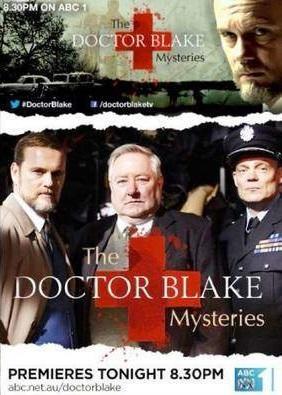 8.30PM ON ABC 1
The
DOCTOR BLAKE
Mysteries
#DoctorBlake
/doctorblaketv
The
DOCTOR BLAKE
Mysteries
PREMIERES TONIGHT 8.30PM
abc.net.au/doctorblake
ABC
1